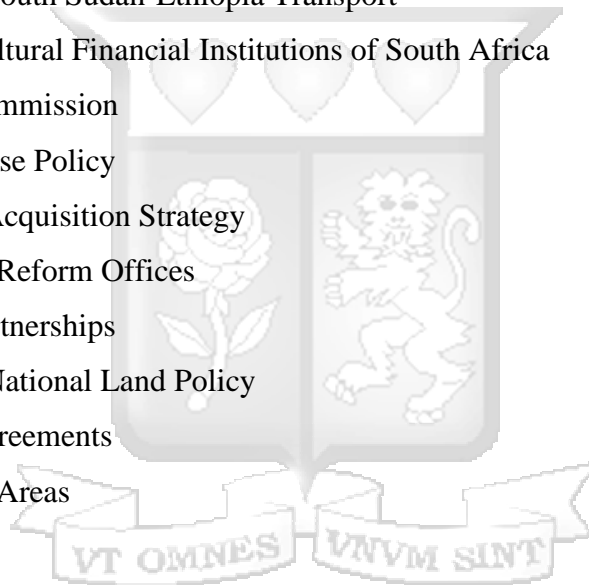 South Sudan-Ethiopia Transport
ltural Financial Institutions of South Africa
mmission
se Policy
Acquisition Strategy
Reform Offices
tnerships
National Land Policy
reements
Areas
VT OMNES VNVM SINT